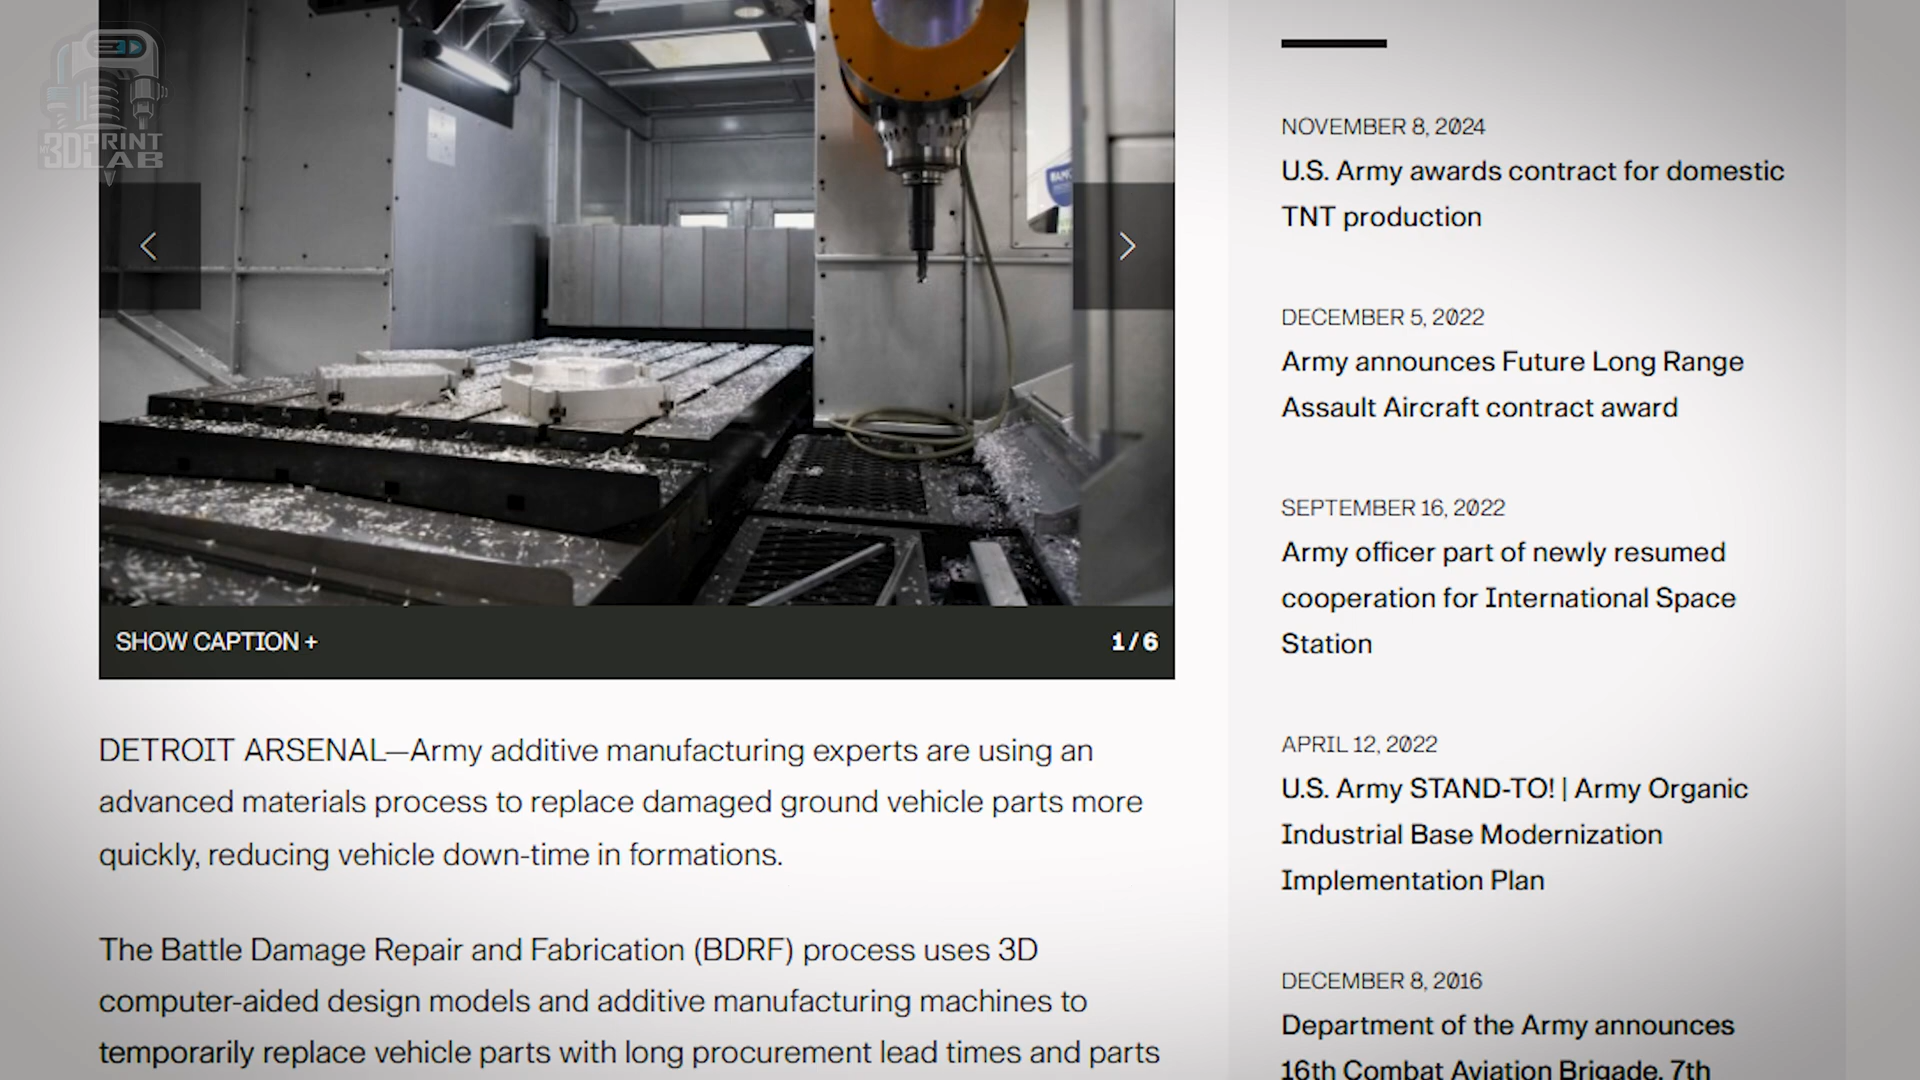 MY
3DPRINT
LAB
SHOW CAPTION +
1 / 6
DETROIT ARSENAL—Army additive manufacturing experts are using an
advanced materials process to replace damaged ground vehicle parts more
quickly, reducing vehicle down-time in formations.
The Battle Damage Repair and Fabrication (BDRF) process uses 3D
computer-aided design models and additive manufacturing machines to
temporarily replace vehicle parts with long procurement lead times and parts
NOVEMBER 8, 2024
U.S. Army awards contract for domestic
TNT production
DECEMBER 5, 2022
Army announces Future Long Range
Assault Aircraft contract award
SEPTEMBER 16, 2022
Army officer part of newly resumed
cooperation for International Space
Station
APRIL 12, 2022
U.S. Army STAND-TO! | Army Organic
Industrial Base Modernization
Implementation Plan
DECEMBER 8, 2016
Department of the Army announces
16th Combat Aviation Brigade, 7th